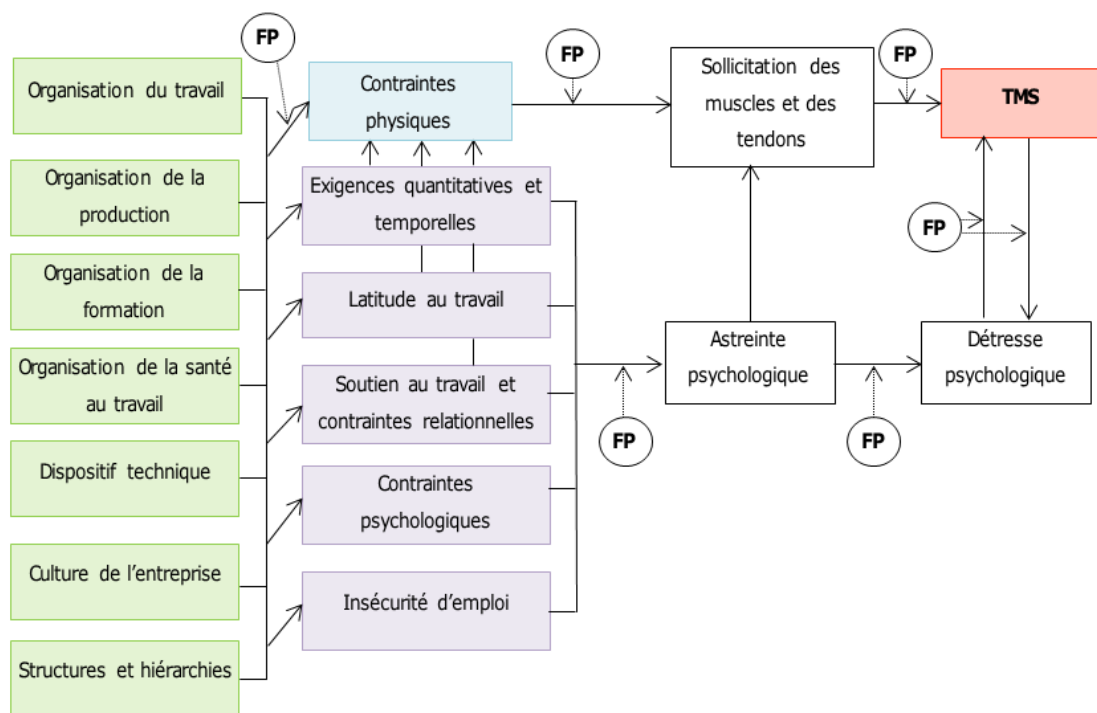 FP
Organisation du travail
Organisation de la
production
Organisation de la
formation
Organisation de la santé
au travail
Dispositif technique
Culture de l'entreprise
Structures et hiérarchies
Contraintes
physiques
Exigences quantitatives et
temporelles
Latitude au travail
Soutien au travail et
contraintes relationnelles
Contraintes
psychologiques
Insécurité d'emploi
FP
FP
Sollicitation des
muscles et des
tendons
Astreinte
psychologique
FP
FP
TMS
FP
Détresse
psychologique